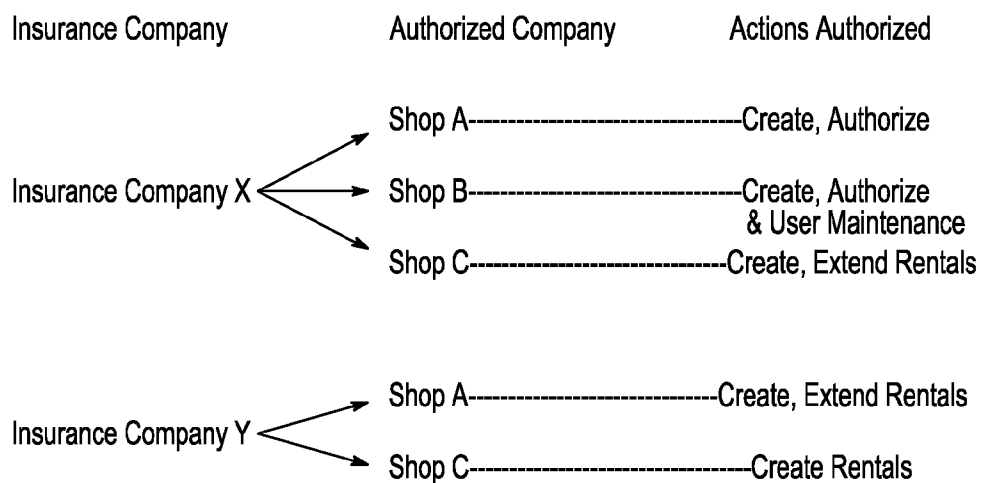 Insurance Company Authorized Company Actions Authorized
Shop A----------------------------------Create, Authorize
Insurance Company X Shop B----------------------------------Create, Authorize
& User Maintenance
Shop C--------------------------------Create, Extend Rentals
Shop A-------------------------------Create, Extend Rentals
Insurance Company Y
Shop C-----------------------------------Create Rentals